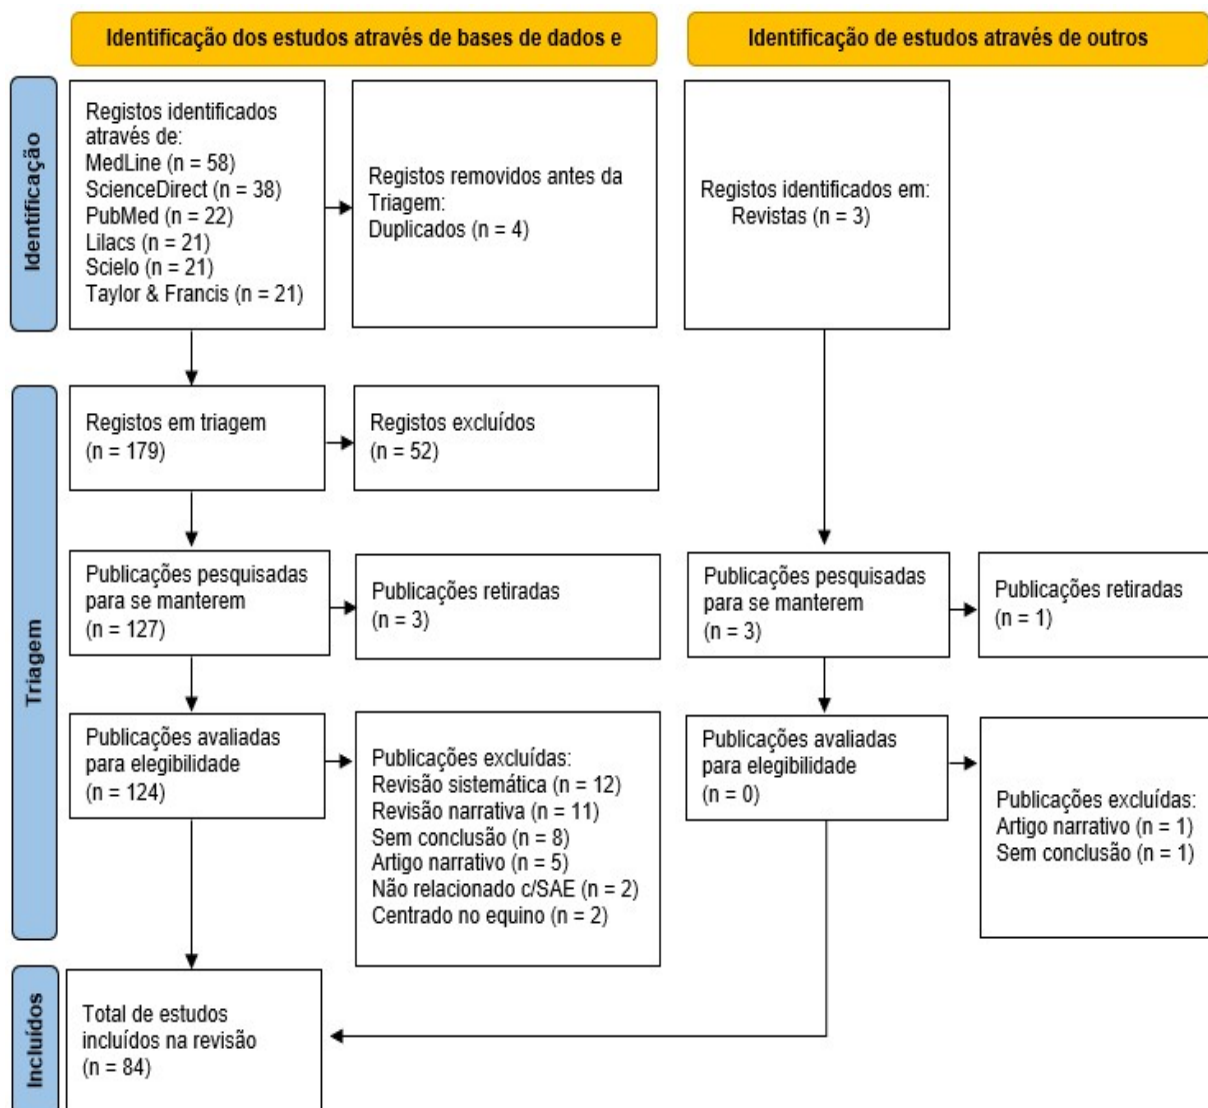 Identificação dos estudos através de bases de dados e
Identificação de estudos através de outros
Identificação
Registos identificados
através de:
MedLine (n = 58)
ScienceDirect (n = 38)
PubMed (n = 22)
Lilacs (n = 21)
Scielo (n = 21)
Taylor & Francis (n = 21)
Registos removidos antes da
Triagem:
Duplicados (n = 4)
Registos identificados em:
Revistas (n = 3)
Triagem
Registos em triagem
(n = 179)
Registos excluídos
(n = 52)
Publicações pesquisadas
para se manterem
(n = 127)
Publicações retiradas
(n = 3)
Publicações pesquisadas
para se manterem
(n = 3)
Publicações retiradas
(n = 1)
Publicações avaliadas
para elegibilidade
(n = 124)
Publicações excluídas:
Revisão sistemática (n = 12)
Revisão narrativa (n = 11)
Sem conclusão (n = 8)
Artigo narrativo (n = 5)
Não relacionado c/SAE (n = 2)
Centrado no equino (n = 2)
Publicações avaliadas
para elegibilidade
(n = 0)
Publicações excluídas:
Artigo narrativo (n = 1)
Sem conclusão (n = 1)
Incluídos
Total de estudos
incluídos na revisão
(n = 84)